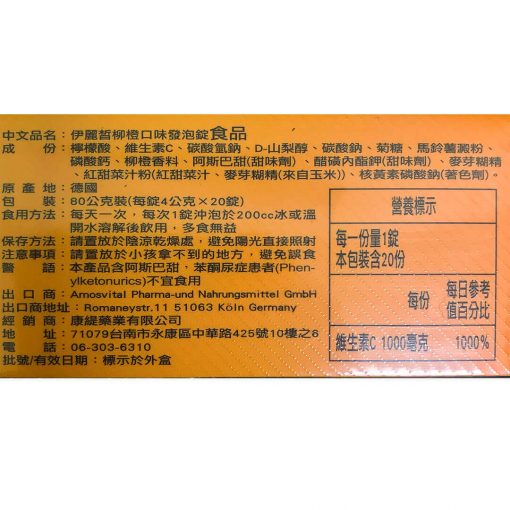 中文品名：伊麗皙柳橙口味發泡錠食品
成份：檸檬酸、維生素C、碳酸氫鈉、D-山梨醇、碳酸鈉、菊糖、馬鈴薯澱粉、
磷酸鈣、柳橙香料、阿斯巴甜(甜味劑)、醋磺內酯鉀(甜味劑)、麥芽糊精、
紅甜菜汁粉(紅甜菜汁、麥芽糊精(來自玉米))、核黃素磷酸鈉(著色劑)。
原產地：德國
包裝：80公克裝(每錠4公克×20錠)
食用方法：每天一次，每次1錠沖泡於200cc冰或溫
開水溶解後飲用，多食無益
保存方法：請置放於陰涼乾燥處，避免陽光直接照射
注意事項：請置放於小孩拿不到的地方，避免誤食
警語：本產品含阿斯巴甜，苯酮尿症患者(Phen-
ylketonurics)不宜食用
出口商：Amosvital Pharma-und Nahrungsmittel GmbH
出口商地址：Romaneystr.11 51063 Köln Germany
經銷商：康緹藥業有限公司
地址：71079台南市永康區中華路425號10樓之8
電話：06-303-6310
批號/有效日期：標示於外盒
營養標示
每一份量1錠
本包裝含20份
每份 每日參考
值百分比
維生素C 1000毫克 1000%